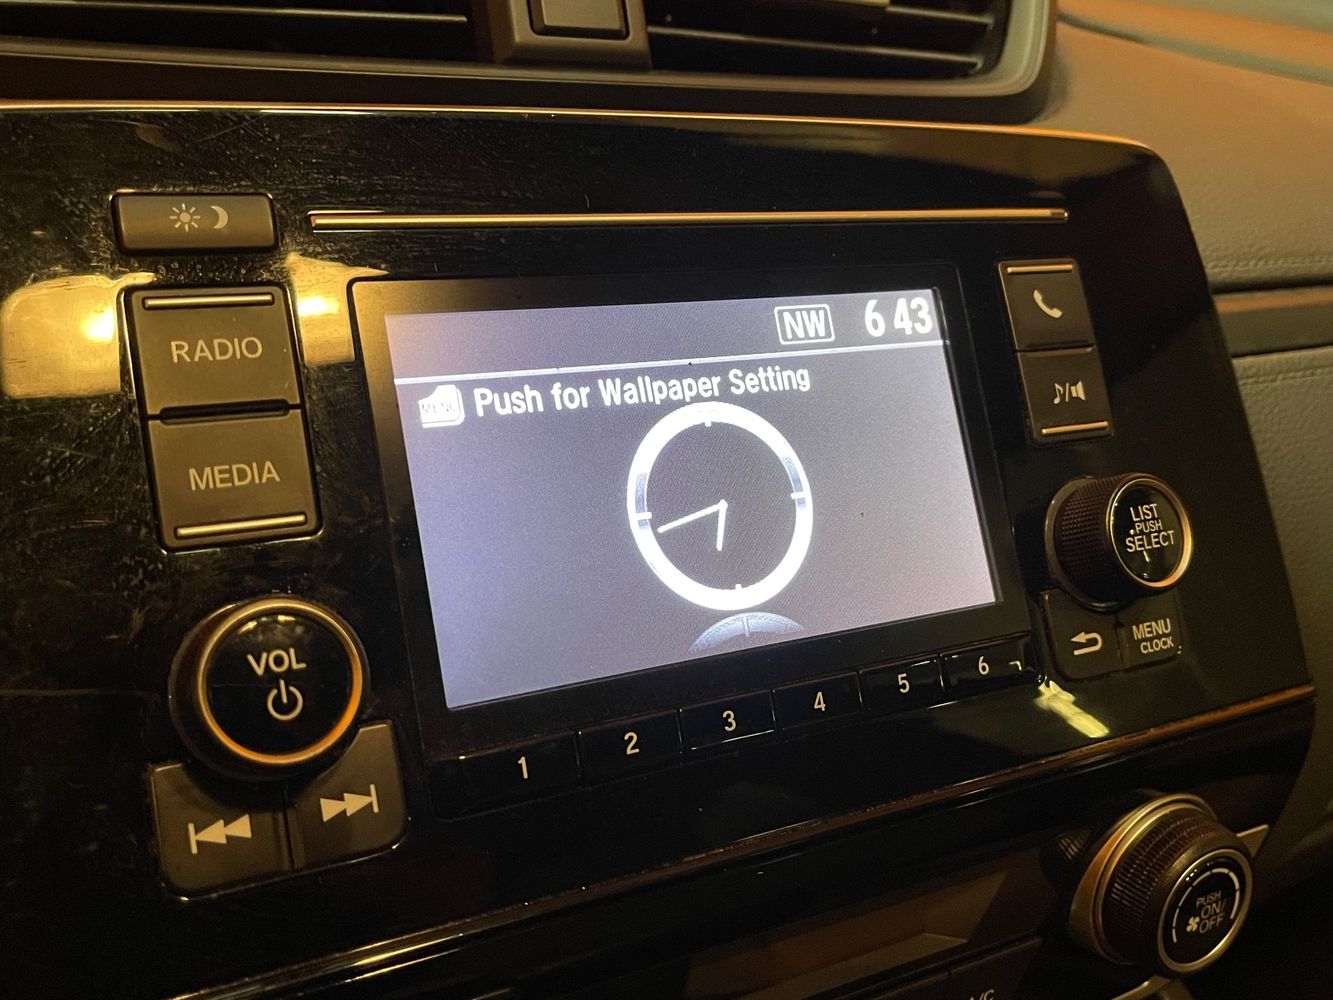 RADIO
MEDIA
VOL
NW 6 43
MENU Push for Wallpaper Setting
LIST
PUSH
SELECT
MENU
CLOCK
1 2 3 4 5 6
PUSH
ON/
OFF
A/C